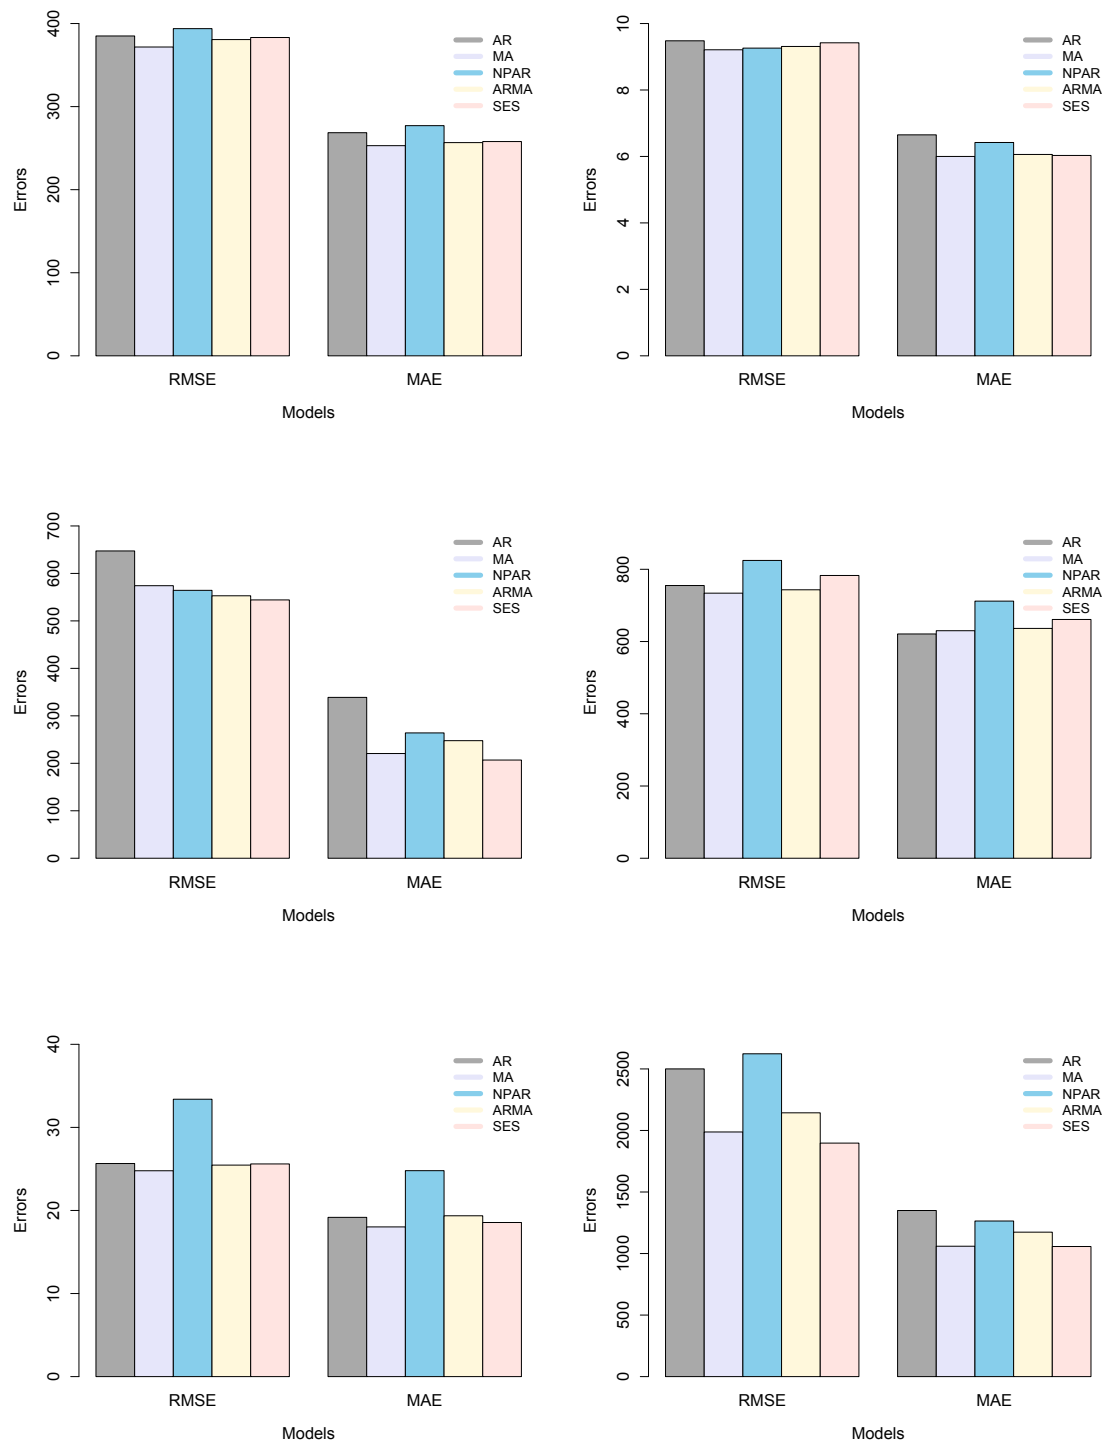 400
300
200
100
0
Errors
AR
MA
NPAR
ARMA
SES
RMSE MAE
Models
10
8
6
4
2
0
Errors
AR
MA
NPAR
ARMA
SES
RMSE MAE
Models
700
600
500
400
300
200
100
0
Errors
AR
MA
NPAR
ARMA
SES
RMSE MAE
Models
800
600
400
200
0
Errors
AR
MA
NPAR
ARMA
SES
RMSE MAE
Models
40
30
20
10
0
Errors
AR
MA
NPAR
ARMA
SES
RMSE MAE
Models
2500
2000
1500
1000
500
0
Errors
AR
MA
NPAR
ARMA
SES
RMSE MAE
Models